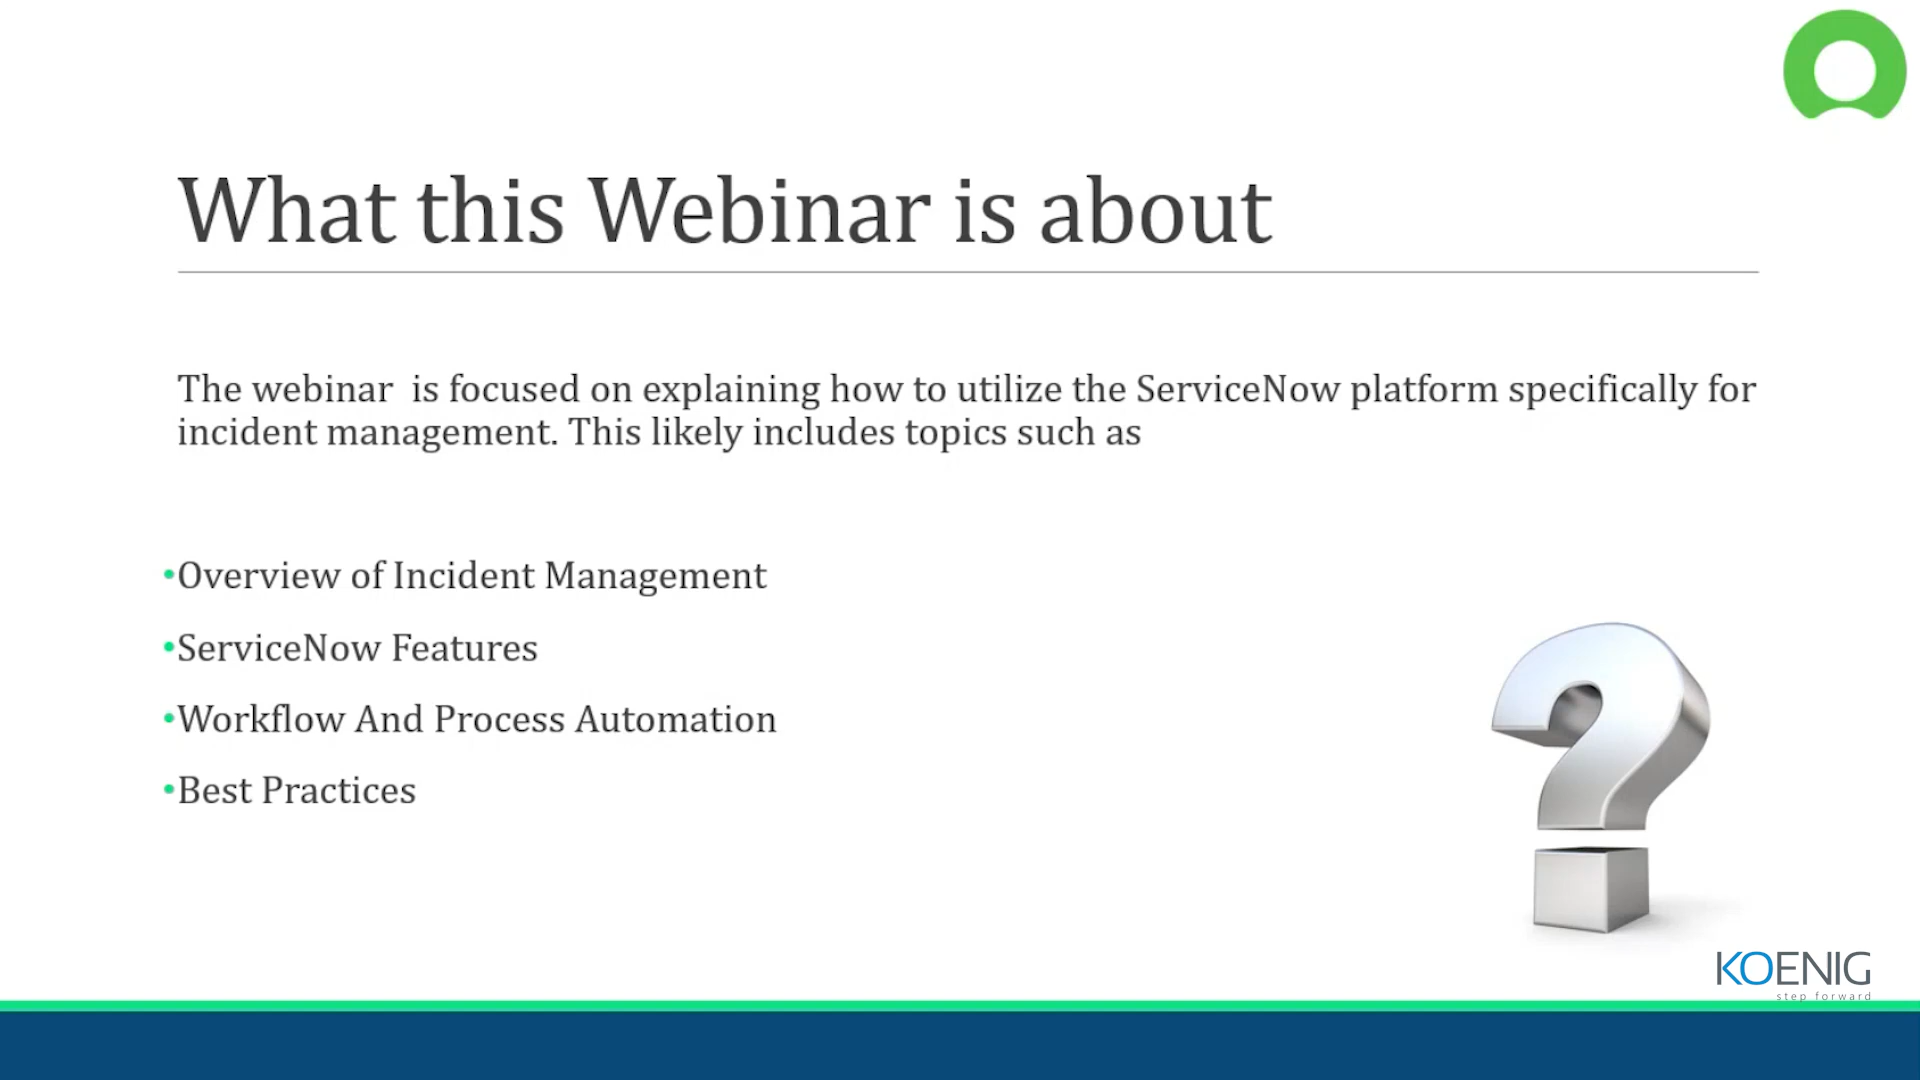 What this Webinar is about
The webinar  is focused on explaining how to utilize the ServiceNow platform specifically for
incident management. This likely includes topics such as
•Overview of Incident Management
•ServiceNow Features
•Workflow And Process Automation
•Best Practices
KOENIG
step forward